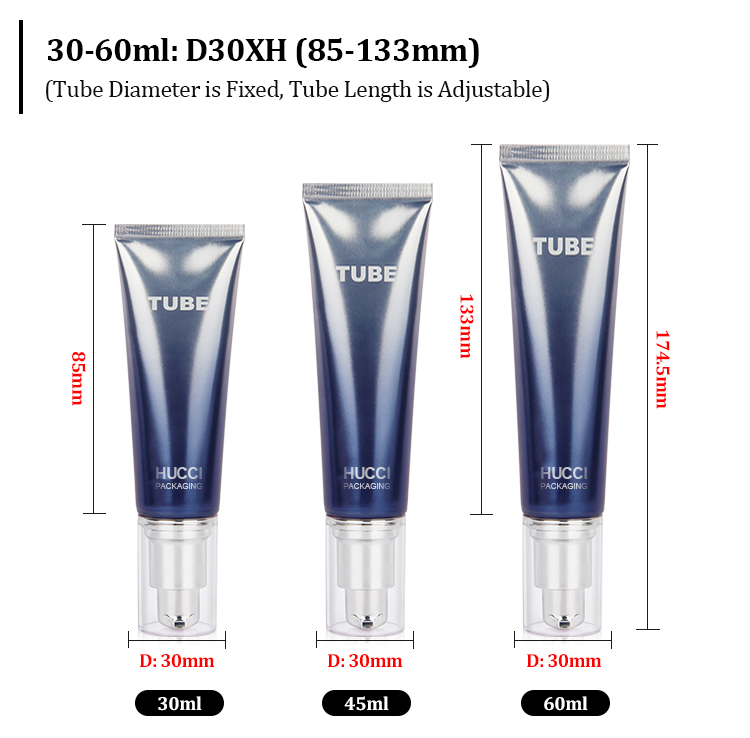 30-60ml: D30XH (85-133mm)
(Tube Diameter is Fixed, Tube Length is Adjustable)
TUBE
TUBE
TUBE
85mm
133mm
174.5mm
HUCCI
PACKAGING
HUCCI
PACKAGING
HUCCI
PACKAGING
D: 30mm
D: 30mm
D: 30mm
30ml
45ml
60ml